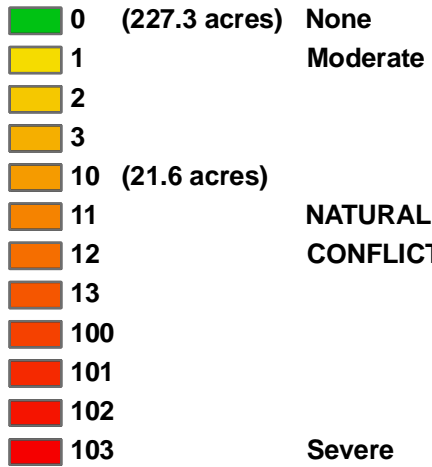 0 (227.3 acres) None
1 Moderate
2
3
10 (21.6 acres)
11 NATURAL
12 CONFLICT
13
100
101
102
103 Severe